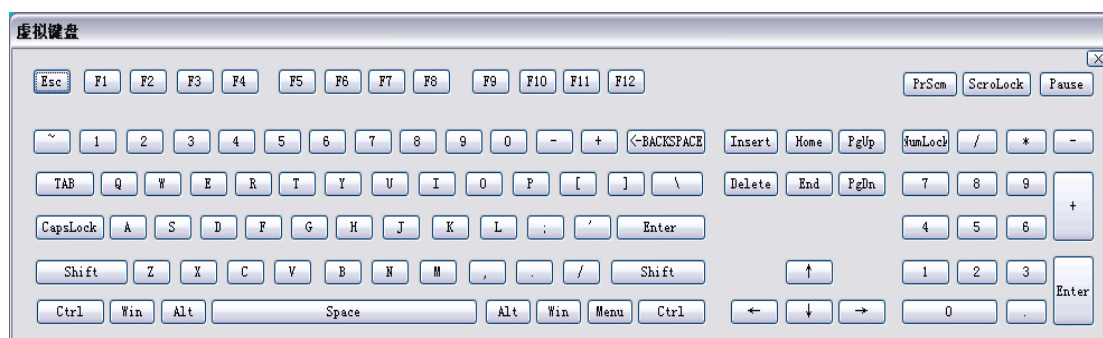 虚拟键盘
X
Esc F1 F2 F3 F4 F5 F6 F7 F8 F9 F10 F11 F12 PrScm ScroLock Pause
~ 1 2 3 4 5 6 7 8 9 0 - + <-BACKSPACE Insert Home PgUp NumLock / * -
TAB Q W E R T Y U I O P [ ] \ Delete End PgDn 7 8 9 +
CapsLock A S D F G H J K L ; ' Enter 4 5 6
Shift Z X C V B N M , . / Shift ↑ 1 2 3 Enter
Ctrl Win Alt Space Alt Win Menu Ctrl ← ↓ → 0 .